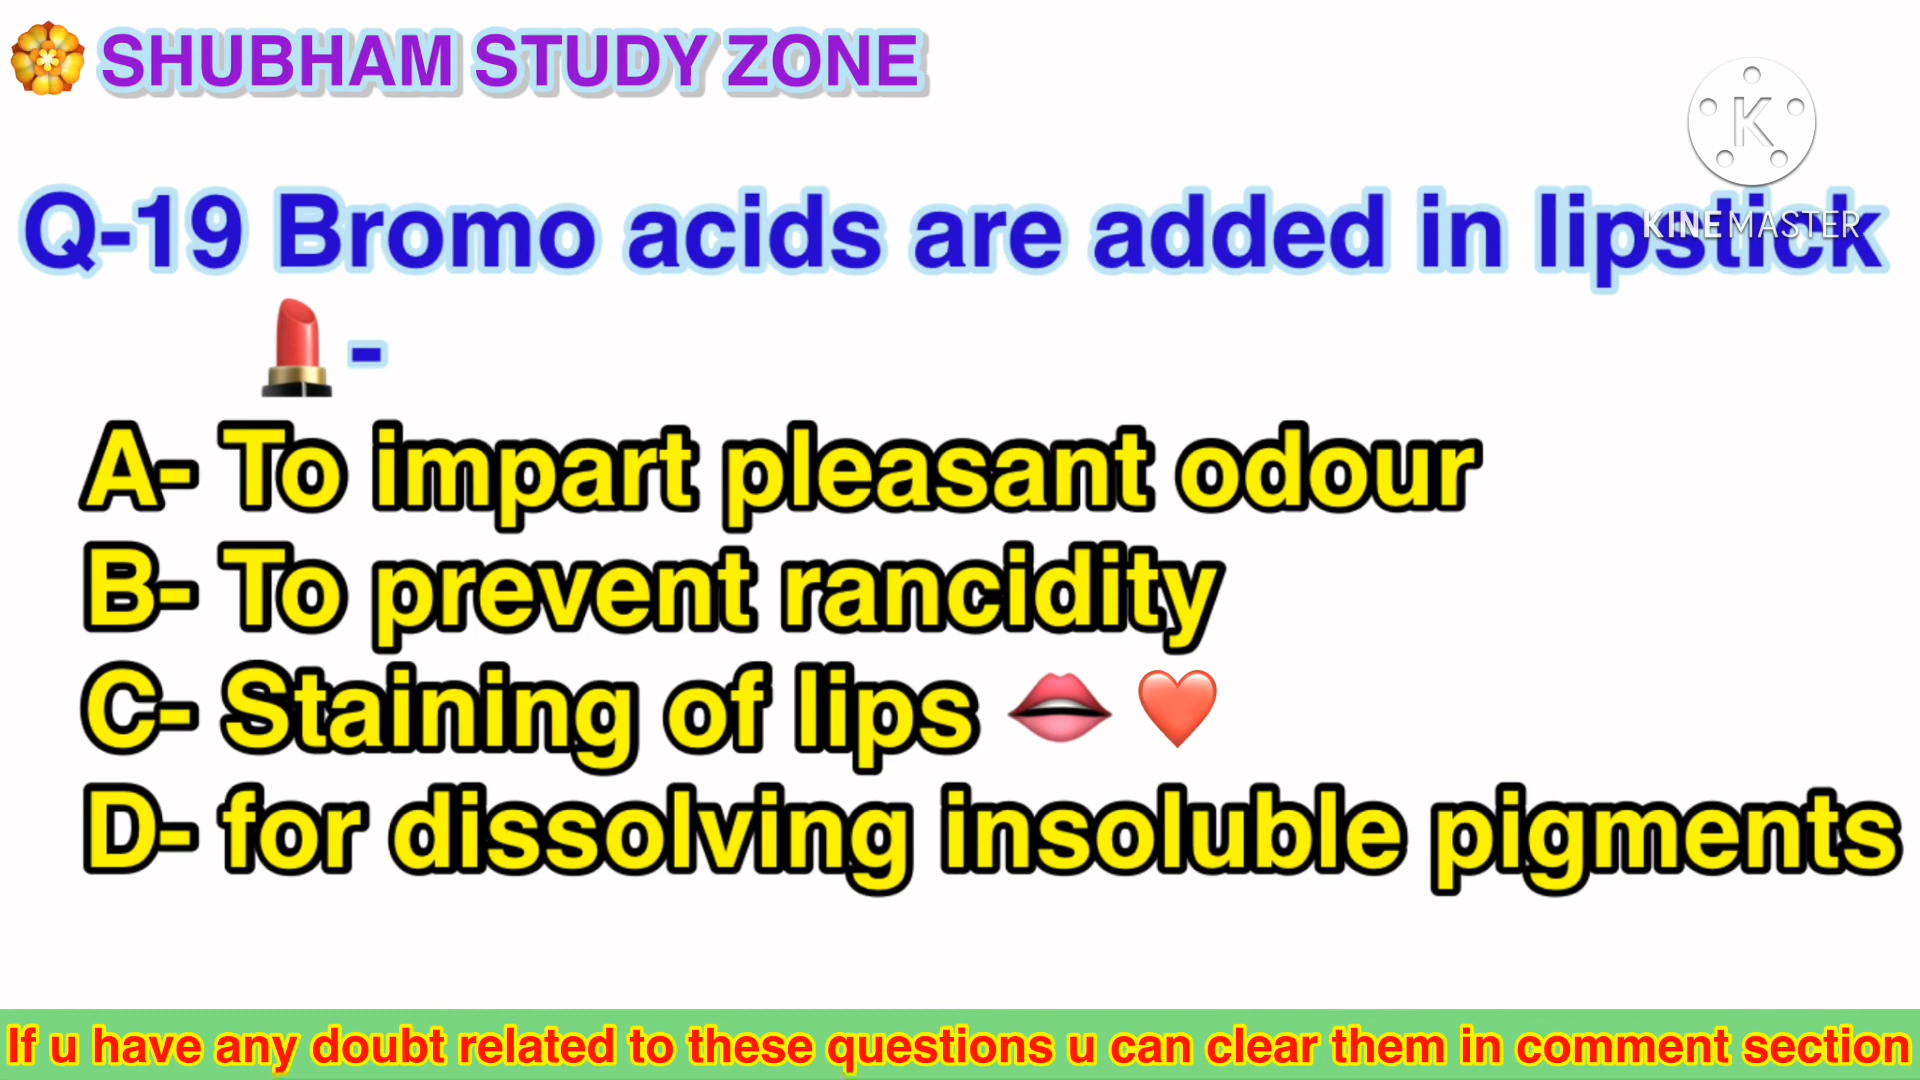 SHUBHAM STUDY ZONE
K
KINEMASTER
Q-19 Bromo acids are added in lipstick
-
A- To impart pleasant odour
B- To prevent rancidity
C- Staining of lips
D- for dissolving insoluble pigments
If u have any doubt related to these questions u can clear them in comment section